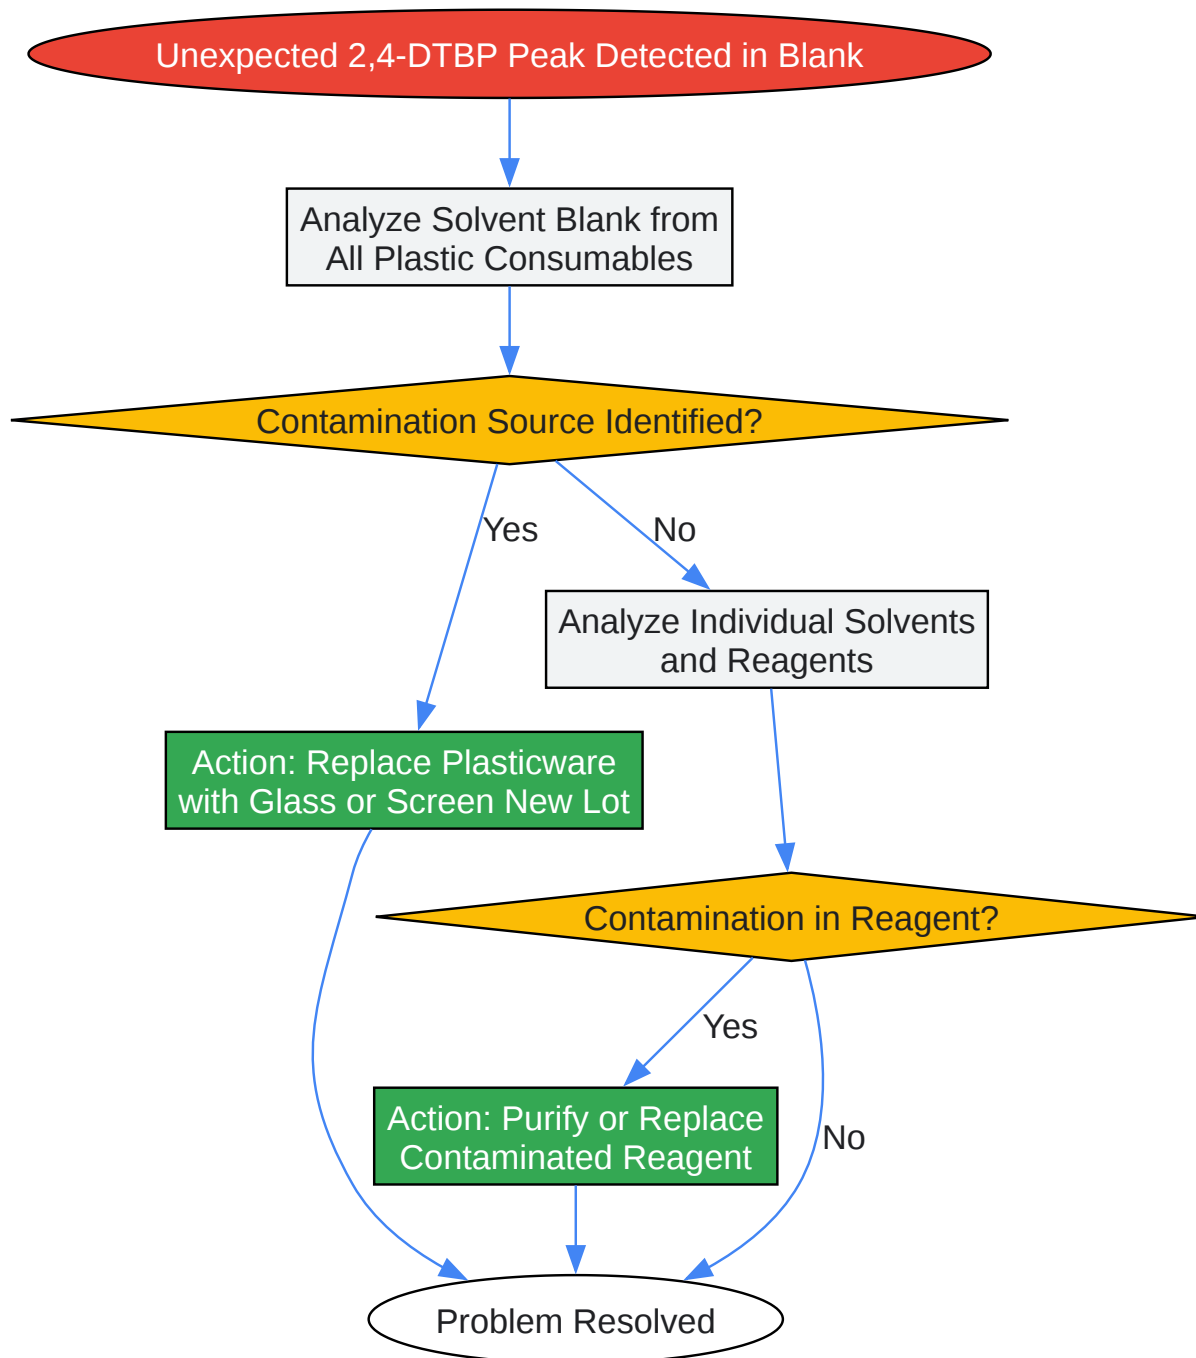 Unexpected 2,4-DTBP Peak Detected in Blank
Analyze Solvent Blank from
All Plastic Consumables
Contamination Source Identified?
Yes
No
Analyze Individual Solvents
and Reagents
Action: Replace Plasticware
with Glass or Screen New Lot
Contamination in Reagent?
Yes
Action: Purify or Replace
Contaminated Reagent
No
Problem Resolved